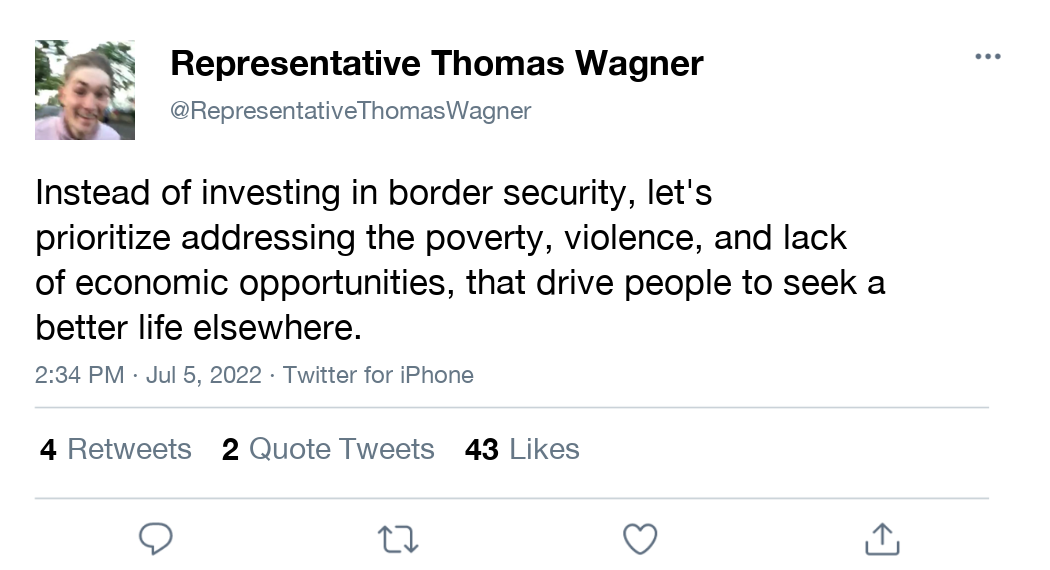 Representative Thomas Wagner
@RepresentativeThomasWagner
Instead of investing in border security, let's
prioritize addressing the poverty, violence, and lack
of economic opportunities, that drive people to seek a
better life elsewhere.
2:34 PM · Jul 5, 2022 · Twitter for iPhone
4 Retweets 2 Quote Tweets 43 Likes